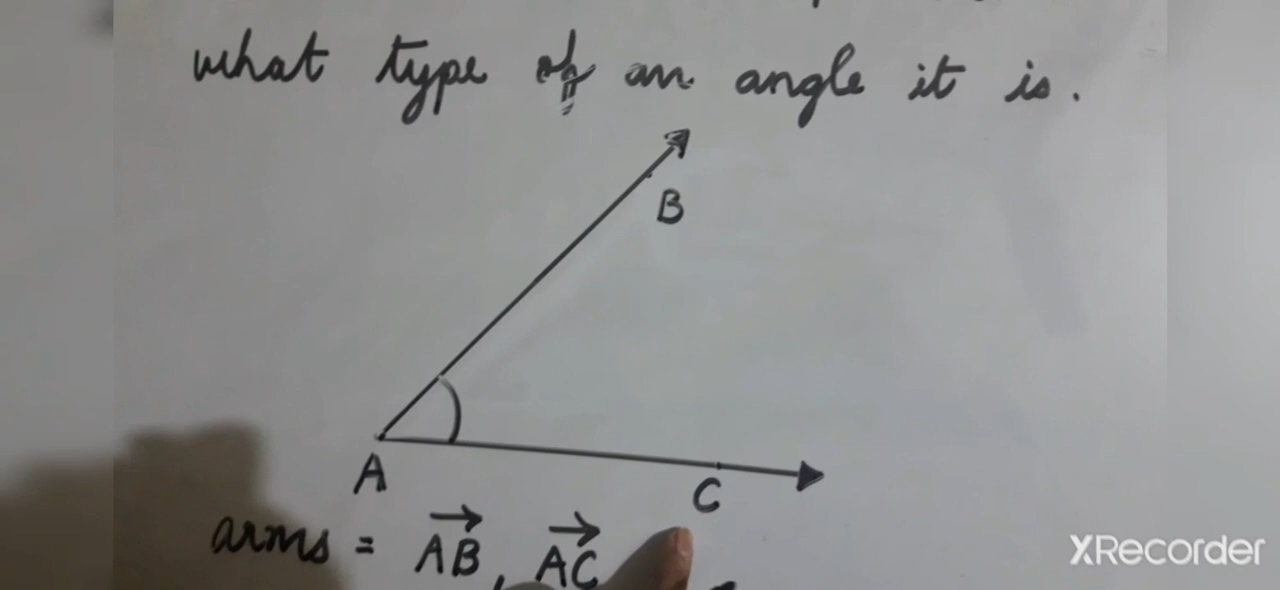 what type of an angle it is.
B
A
C
arms = AB, AC
XRecorder